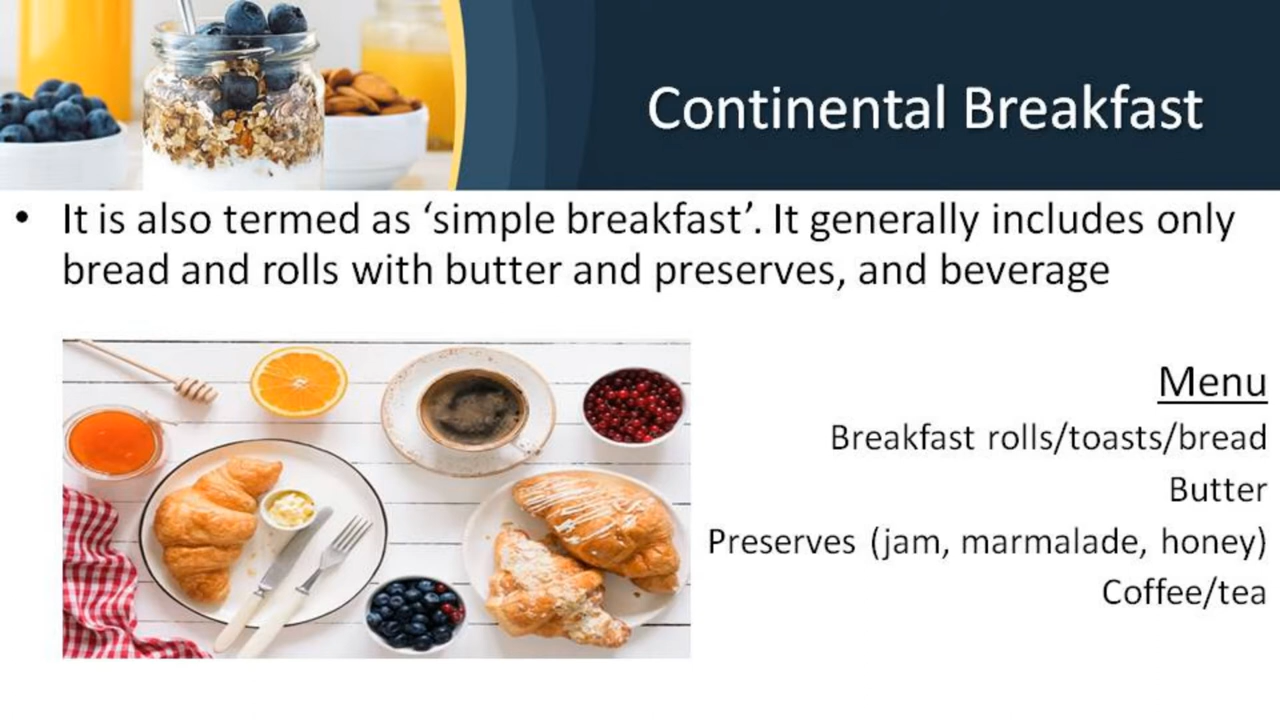 Continental Breakfast
• It is also termed as ‘simple breakfast’. It generally includes only
bread and rolls with butter and preserves, and beverage
Menu
Breakfast rolls/toasts/bread
Butter
Preserves (jam, marmalade, honey)
Coffee/tea